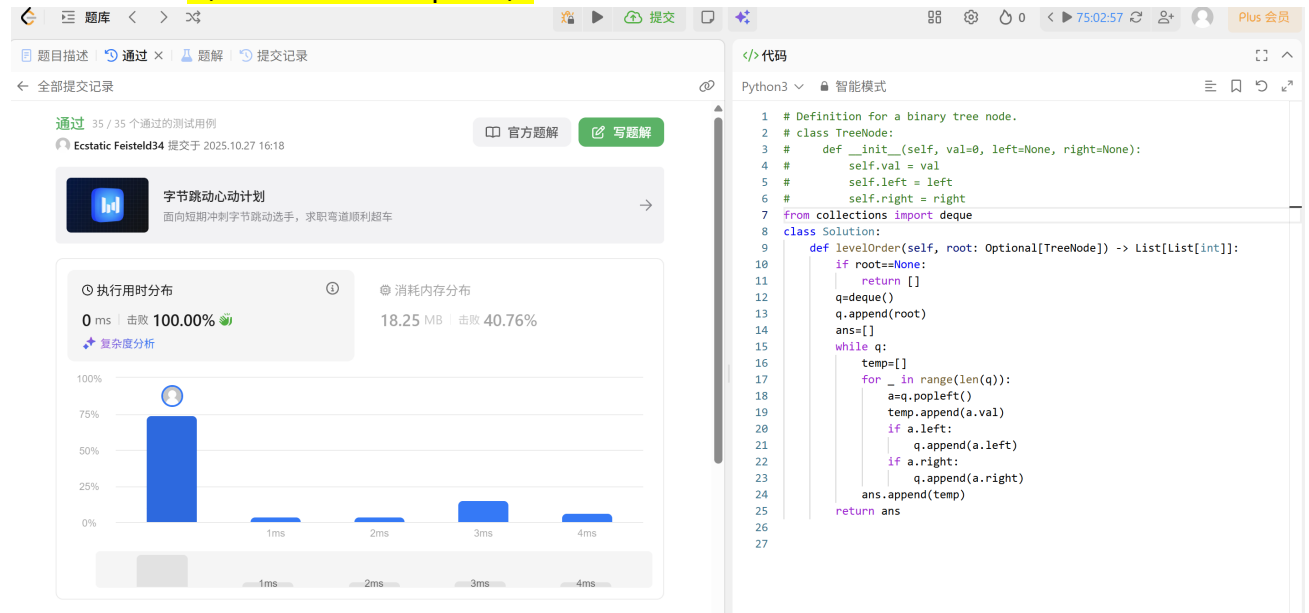 题库
提交
0
75:02:57
Plus 会员
题目描述
通过
题解
提交记录
全部提交记录
通过 35 / 35 个通过的测试用例
Ecstatic Feisteld34 提交于 2025.10.27 16:18
官方题解
写题解
字节跳动心动计划
面向短期冲刺字节跳动选手，求职弯道顺利超车
执行用时分布
0 ms 击败 100.00%
复杂度分析
消耗内存分布
18.25 MB 击败 40.76%
100%
75%
50%
25%
0%
1ms 2ms 3ms 4ms
1ms 2ms 3ms 4ms
</> 代码
Python3 智能模式
1 # Definition for a binary tree node.
2 # class TreeNode:
3 #     def __init__(self, val=0, left=None, right=None):
4 #         self.val = val
5 #         self.left = left
6 #         self.right = right
7 from collections import deque
8 class Solution:
9     def levelOrder(self, root: Optional[TreeNode]) -> List[List[int]]:
10         if root==None:
11             return []
12         q=deque()
13         q.append(root)
14         ans=[]
15         while q:
16             temp=[]
17             for _ in range(len(q)):
18                 a=q.popleft()
19                 temp.append(a.val)
20                 if a.left:
21                     q.append(a.left)
22                 if a.right:
23                     q.append(a.right)
24             ans.append(temp)
25         return ans
26
27